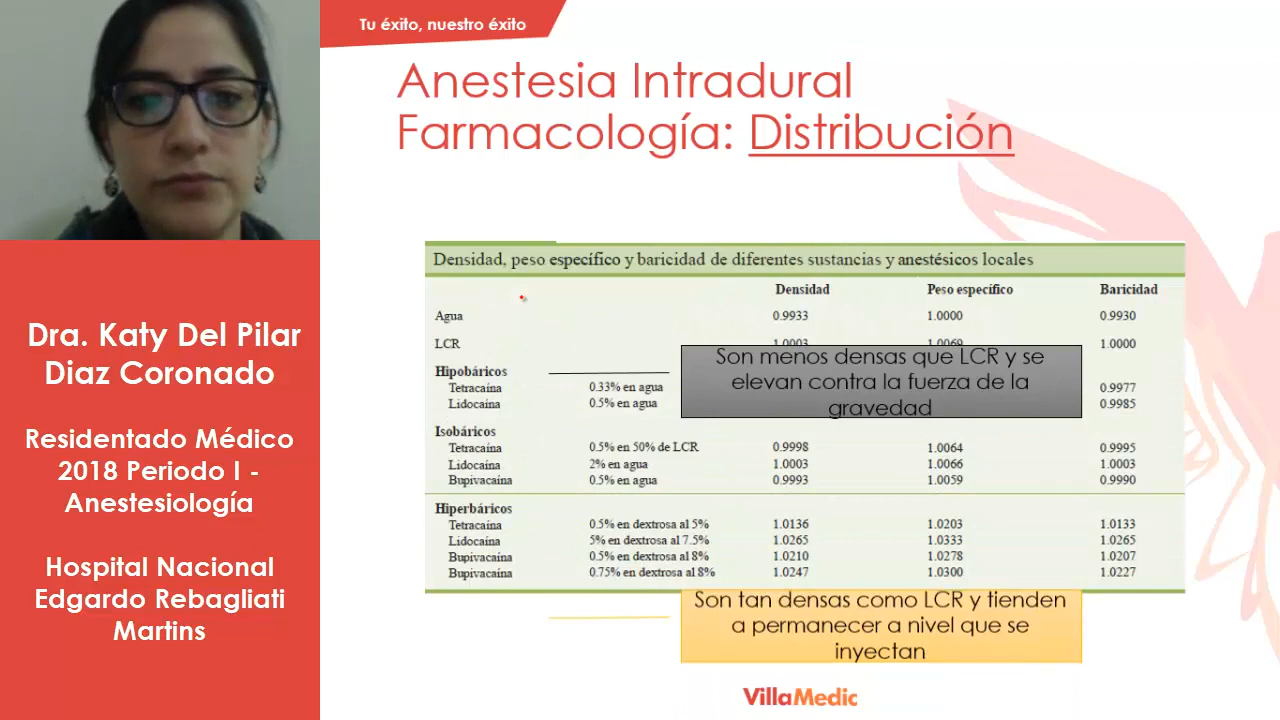 Tu éxito, nuestro éxito
Anestesia Intradural
Farmacología: Distribución
Dra. Katy Del Pilar
Diaz Coronado
Residentado Médico
2018 Periodo I -
Anestesiología
Hospital Nacional
Edgardo Rebagliati
Martins
Densidad, peso específico y baricidad de diferentes sustancias y anestésicos locales
Densidad Peso específico Baricidad
Agua 0.9933 1.0000 0.9930
LCR 1.0003 1.0069 1.0000
Hipobáricos
Tetracaína 0.33% en agua 0.9977
Lidocaína 0.5% en agua 0.9985
Son menos densas que LCR y se
elevan contra la fuerza de la
gravedad
Isobáricos
Tetracaína 0.5% en 50% de LCR 0.9998 1.0064 0.9995
Lidocaína 2% en agua 1.0003 1.0066 1.0003
Bupivacaína 0.5% en agua 0.9993 1.0059 0.9990
Hiperbáricos
Tetracaína 0.5% en dextrosa al 5% 1.0136 1.0203 1.0133
Lidocaína 5% en dextrosa al 7.5% 1.0265 1.0333 1.0265
Bupivacaína 0.5% en dextrosa al 8% 1.0210 1.0278 1.0207
Bupivacaína 0.75% en dextrosa al 8% 1.0247 1.0300 1.0227
Son tan densas como LCR y tienden
a permanecer a nivel que se
inyectan
VillaMedic